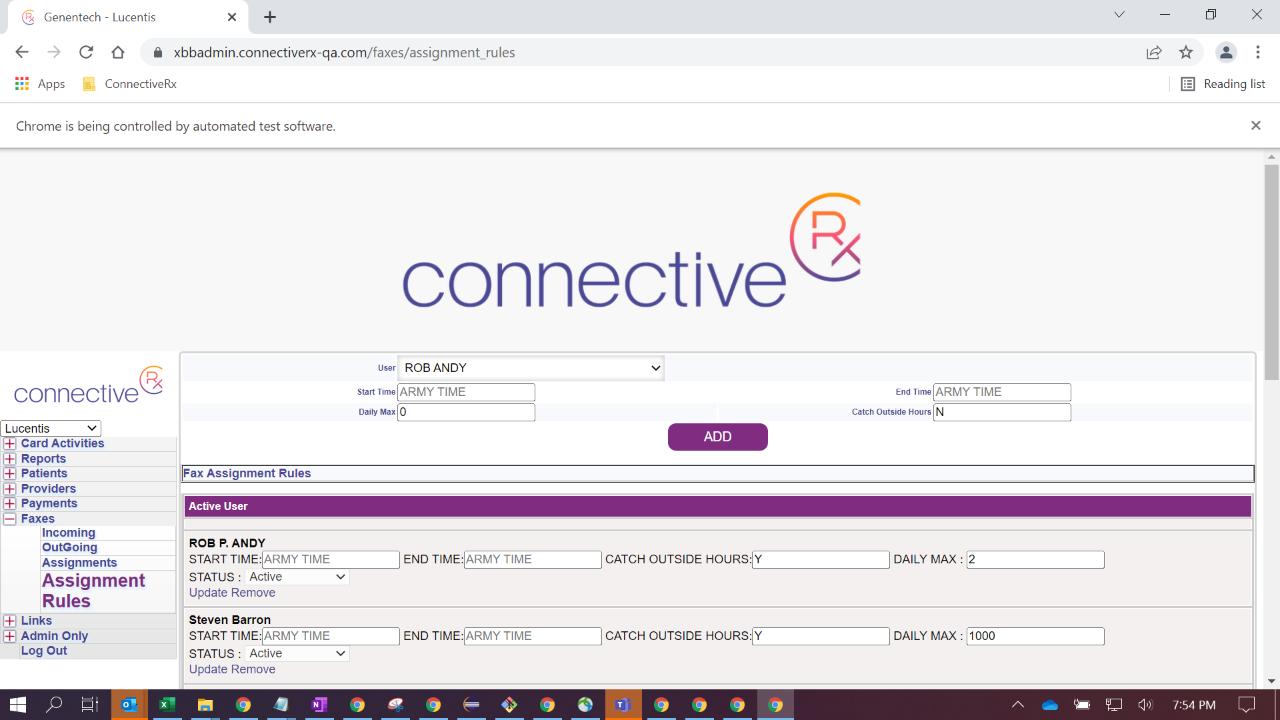 Genentech - Lucentis
xbbadmin.connectiverx-qa.com/faxes/assignment_rules
Apps ConnectiveRx Reading list
Chrome is being controlled by automated test software.
connective Rx
connective Rx
Lucentis
Card Activities
Reports
Patients
Providers
Payments
Faxes
Incoming
OutGoing
Assignments
Assignment
Rules
Links
Admin Only
Log Out
User ROB ANDY
Start Time ARMY TIME End Time ARMY TIME
Daily Max 0 Catch Outside Hours N
ADD
Fax Assignment Rules
Active User
ROB P. ANDY
START TIME: ARMY TIME END TIME: ARMY TIME CATCH OUTSIDE HOURS: Y DAILY MAX : 2
STATUS : Active
Update Remove
Steven Barron
START TIME: ARMY TIME END TIME: ARMY TIME CATCH OUTSIDE HOURS: Y DAILY MAX : 1000
STATUS : Active
Update Remove
7:54 PM